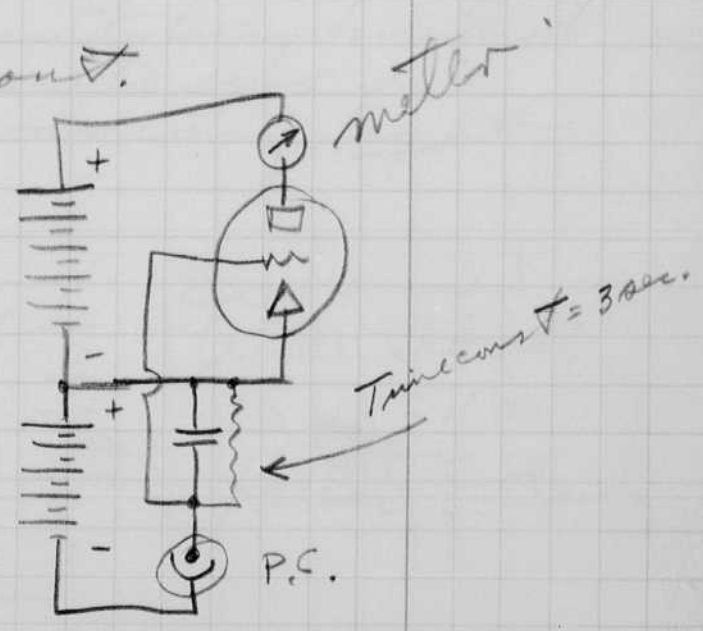 meter
+
-
Time const = 3 sec.
+
-
P.C.